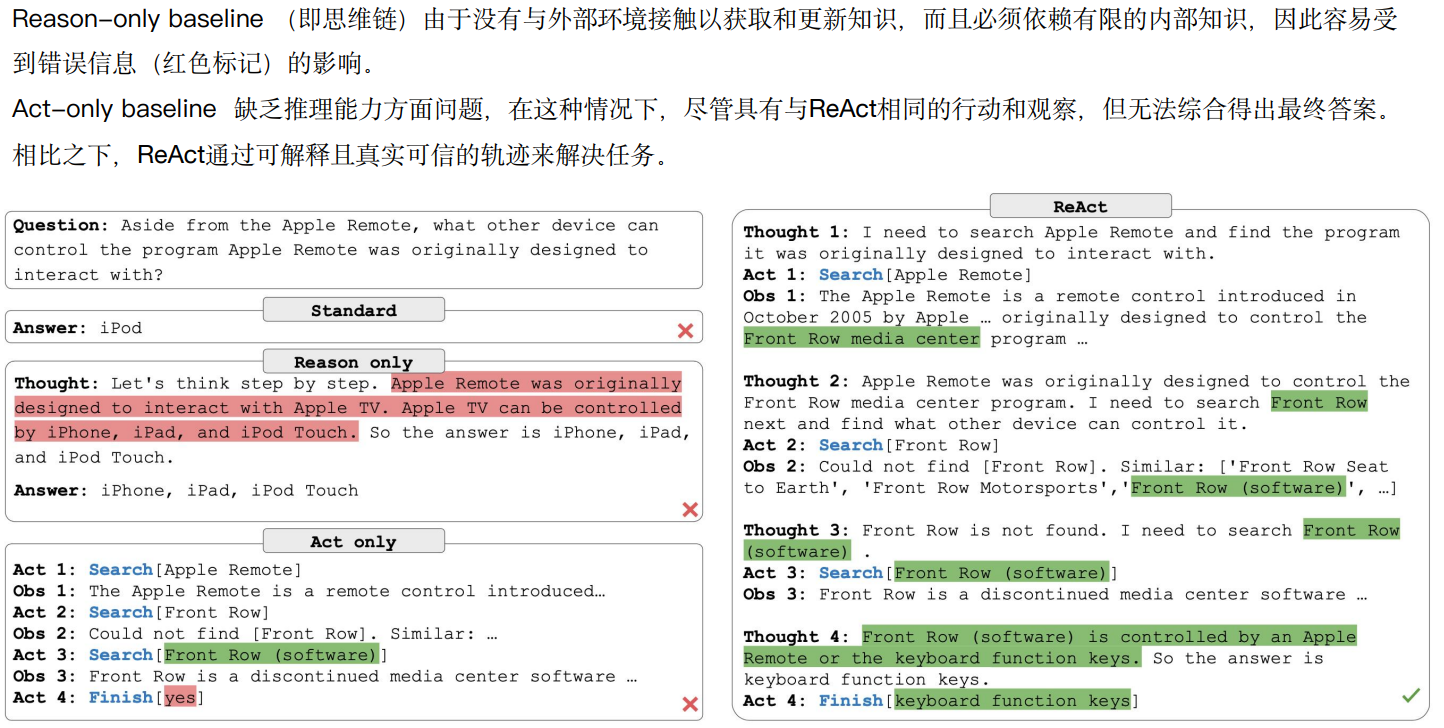 Reason-only baseline （即思维链）由于没有与外部环境接触以获取和更新知识，而且必须依赖有限的内部知识，因此容易受
到错误信息（红色标记）的影响。
Act-only baseline 缺乏推理能力方面问题，在这种情况下，尽管具有与ReAct相同的行动和观察，但无法综合得出最终答案。
相比之下，ReAct通过可解释且真实可信的轨迹来解决任务。
Question: Aside from the Apple Remote, what other device can
control the program Apple Remote was originally designed to
interact with?
Standard
Answer: iPod
Reason only
Thought: Let's think step by step. Apple Remote was originally
designed to interact with Apple TV. Apple TV can be controlled
by iPhone, iPad, and iPod Touch. So the answer is iPhone, iPad,
and iPod Touch.
Answer: iPhone, iPad, iPod Touch
Act only
Act 1: Search[Apple Remote]
Obs 1: The Apple Remote is a remote control introduced…
Act 2: Search[Front Row]
Obs 2: Could not find [Front Row]. Similar: …
Act 3: Search[Front Row (software)]
Obs 3: Front Row is a discontinued media center software …
Act 4: Finish[yes]
ReAct
Thought 1: I need to search Apple Remote and find the program
it was originally designed to interact with.
Act 1: Search[Apple Remote]
Obs 1: The Apple Remote is a remote control introduced in
October 2005 by Apple … originally designed to control the
Front Row media center program …
Thought 2: Apple Remote was originally designed to control the
Front Row media center program. I need to search Front Row
next and find what other device can control it.
Act 2: Search[Front Row]
Obs 2: Could not find [Front Row]. Similar: ['Front Row Seat
to Earth', 'Front Row Motorsports','Front Row (software)', …]
Thought 3: Front Row is not found. I need to search Front Row
(software) .
Act 3: Search[Front Row (software)]
Obs 3: Front Row is a discontinued media center software …
Thought 4: Front Row (software) is controlled by an Apple
Remote or the keyboard function keys. So the answer is
keyboard function keys.
Act 4: Finish[keyboard function keys]